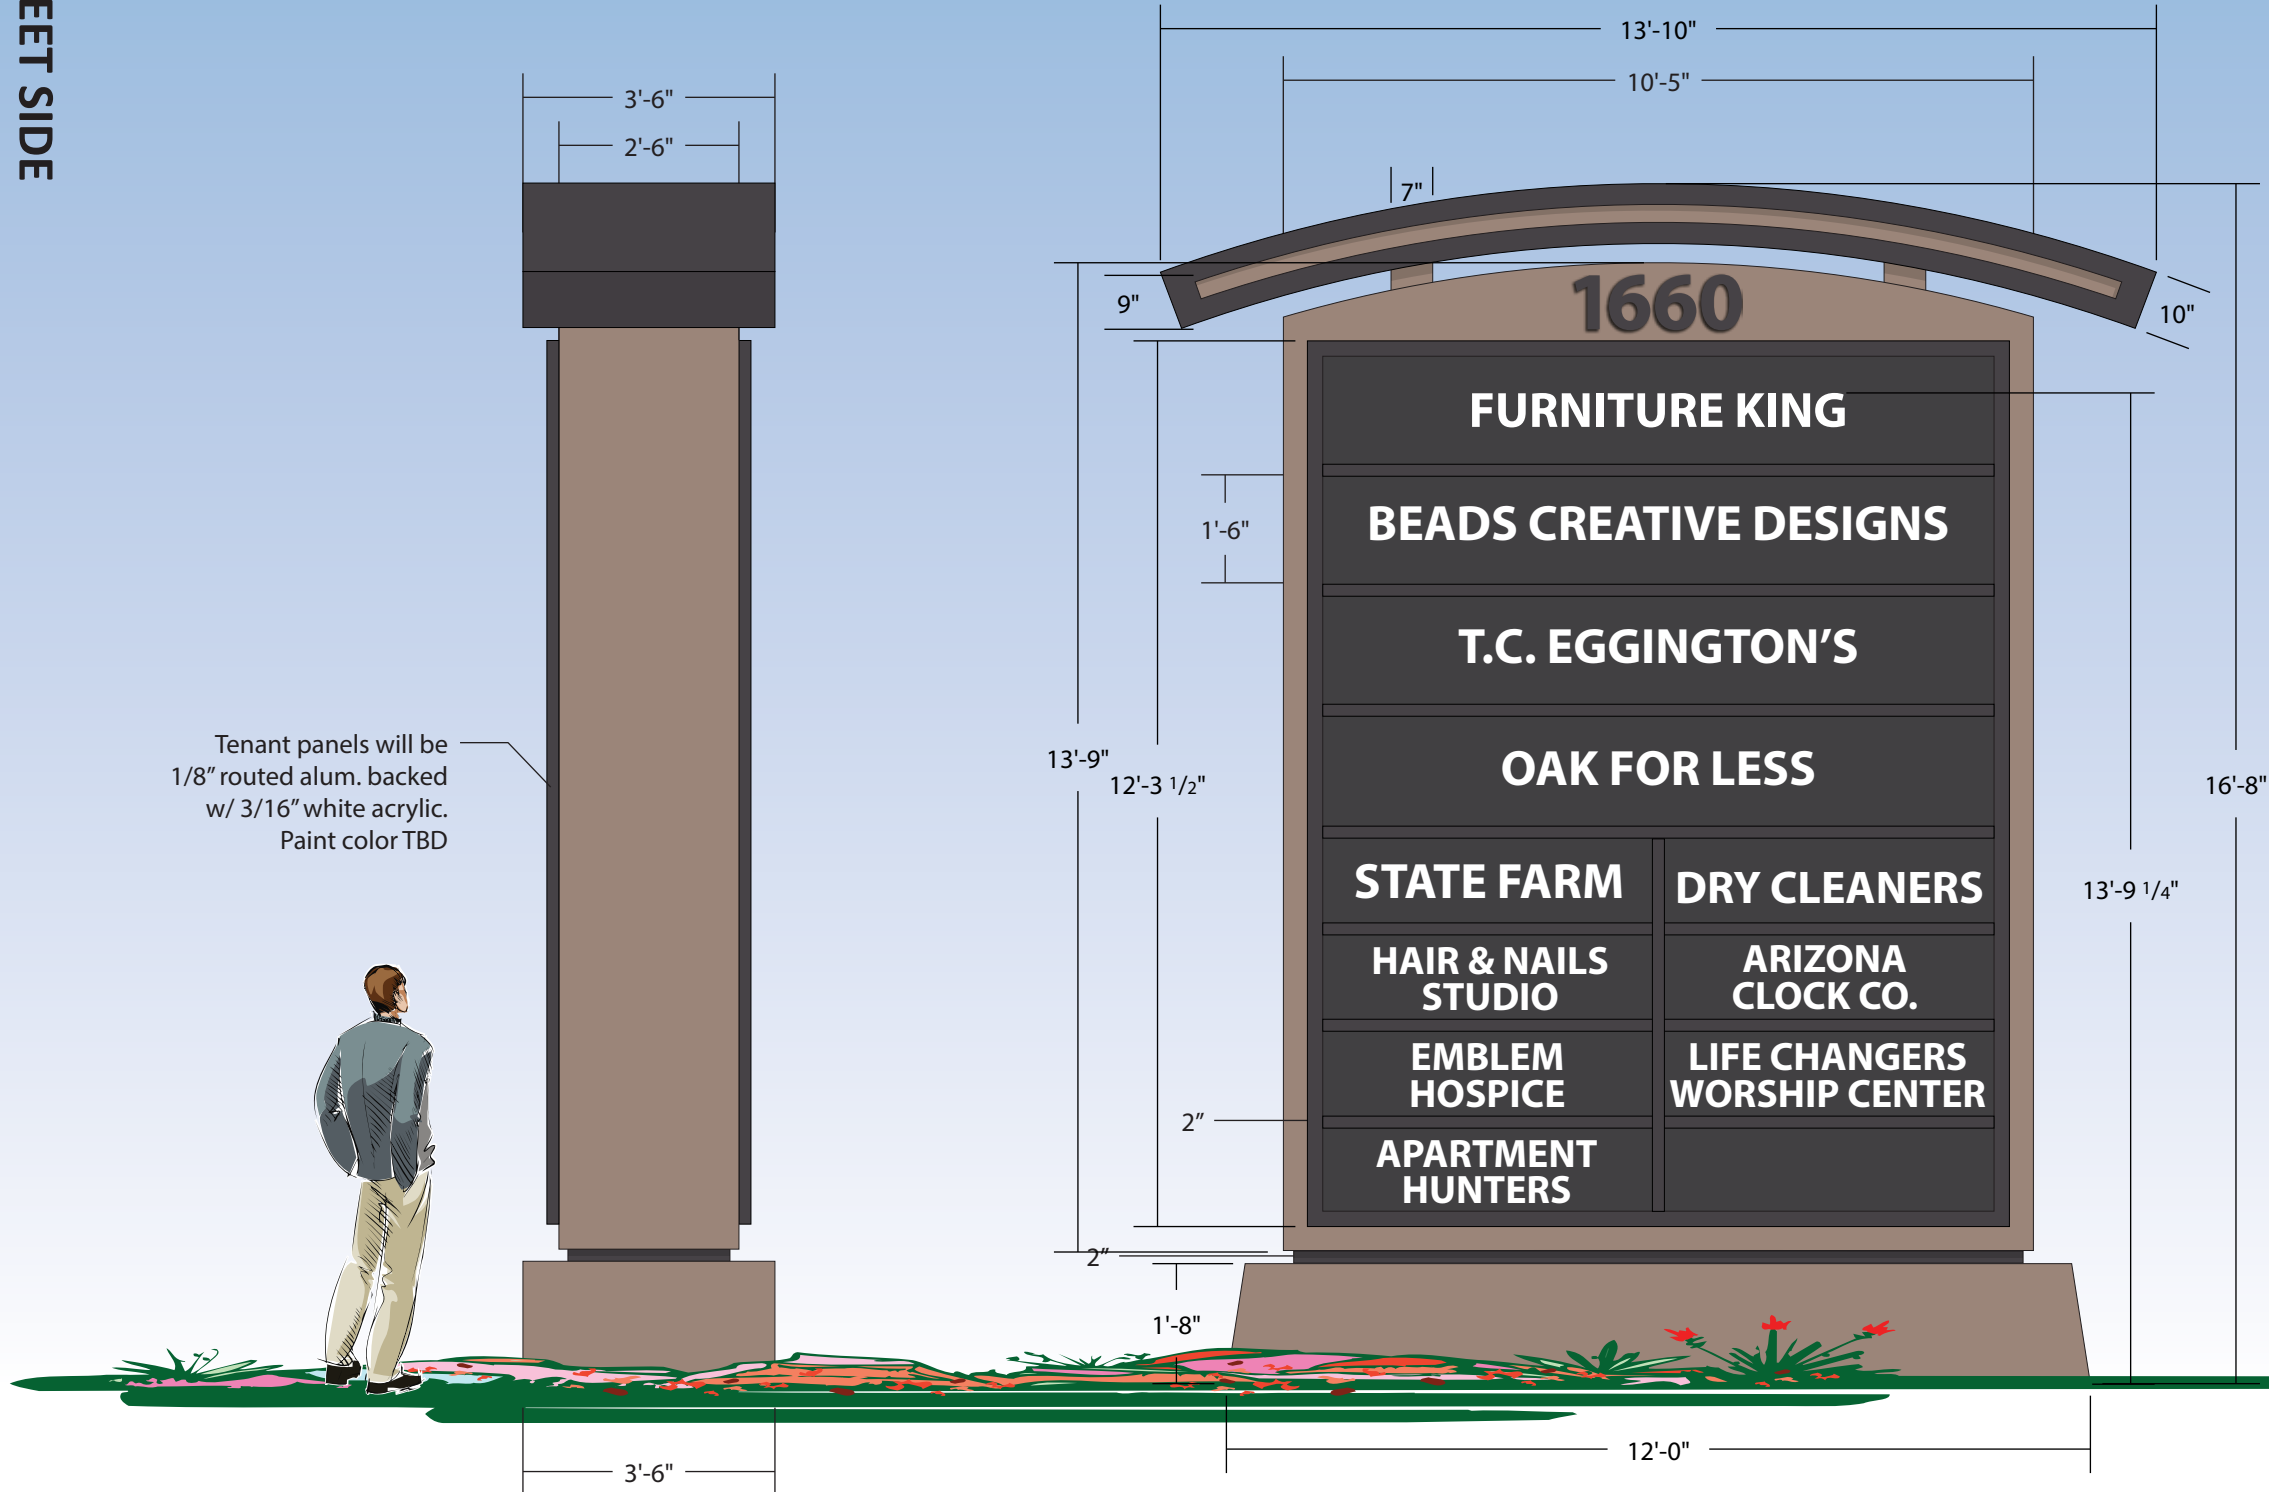 EET SIDE
3'-6"
2'-6"
Tenant panels will be
1/8” routed alum. backed
w/ 3/16” white acrylic.
Paint color TBD
3'-6"
13'-10"
10'-5"
7"
9"
10"
1660
FURNITURE KING
1'-6"
BEADS CREATIVE DESIGNS
T.C. EGGINGTON’S
OAK FOR LESS
13'-9"
12'-3 1/2"
16'-8"
13'-9 1/4"
STATE FARM
DRY CLEANERS
HAIR & NAILS
STUDIO
ARIZONA
CLOCK CO.
EMBLEM
HOSPICE
LIFE CHANGERS
WORSHIP CENTER
2”
APARTMENT
HUNTERS
2”
1'-8"
12'-0"